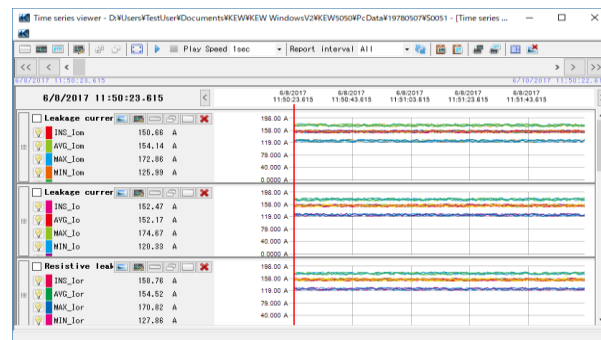 Time series viewer - D:¥Users¥TestUser¥Documents¥KEW¥KEW WindowsV2¥KEW5050¥PcData¥19780507¥S0051 - [Time series ...
Play Speed 1sec Report interval All
<< < < > > >>
6/8/2017 11:50:23.615 6/10/2017 11:50:22.6
6/8/2017 11:50:23.615 <
6/8/2017 6/8/2017 6/8/2017 6/8/2017 6/8/2017
11:50:23.615 11:50:43.615 11:51:03.615 11:51:23.615 11:51:43.615
Leakage currer
INS_Iom 150.66 A
AVG_Iom 154.14 A
MAX_Iom 172.86 A
MIN_Iom 125.99 A
198.00 A
158.00 A
119.00 A
79.000 A
40.000 A
0.0000 A
Leakage currer
INS_Io 152.47 A
AVG_Io 152.17 A
MAX_Io 174.67 A
MIN_Io 120.33 A
198.00 A
158.00 A
119.00 A
79.000 A
40.000 A
0.0000 A
Resistive leak
INS_Ior 158.76 A
AVG_Ior 154.52 A
MAX_Ior 170.82 A
MIN_Ior 127.86 A
198.00 A
158.00 A
119.00 A
79.000 A
40.000 A